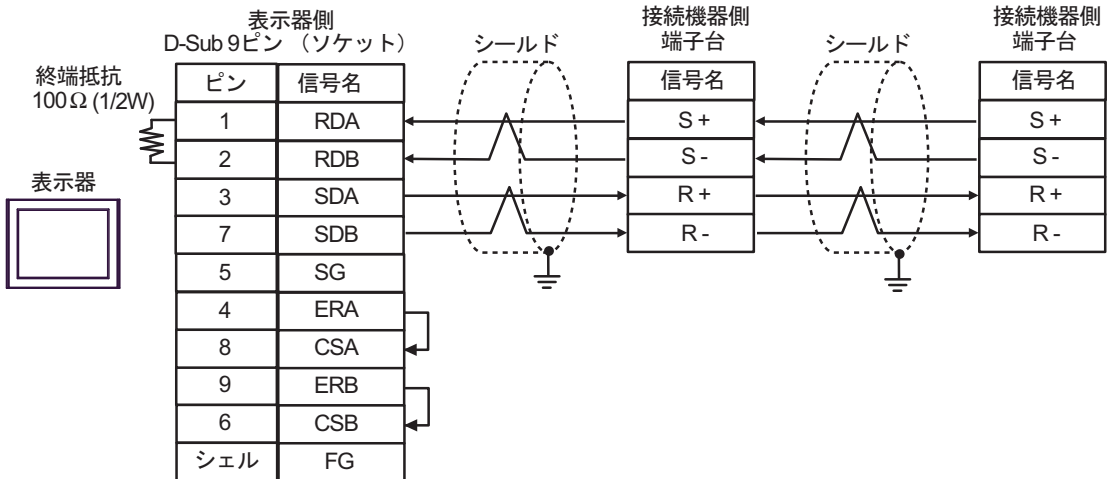 表示器側
D-Sub 9ピン （ソケット）
終端抵抗
100Ω (1/2W)
表示器
ピン 信号名
1 RDA
2 RDB
3 SDA
7 SDB
5 SG
4 ERA
8 CSA
9 ERB
6 CSB
シェル FG
シールド
接続機器側
端子台
信号名
S+
S-
R+
R-
シールド
接続機器側
端子台
信号名
S+
S-
R+
R-